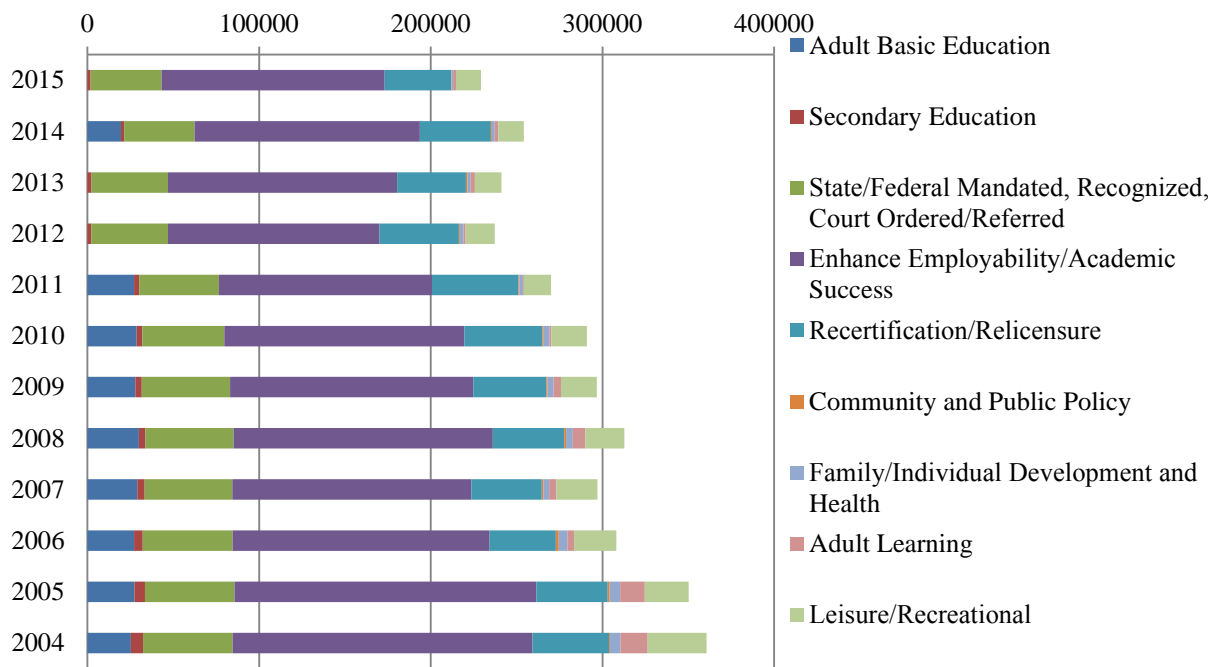 0 100000 200000 300000 400000
2015
2014
2013
2012
2011
2010
2009
2008
2007
2006
2005
2004
Adult Basic Education
Secondary Education
State/Federal Mandated, Recognized,
Court Ordered/Referred
Enhance Employability/Academic
Success
Recertification/Relicensure
Community and Public Policy
Family/Individual Development and
Health
Adult Learning
Leisure/Recreational